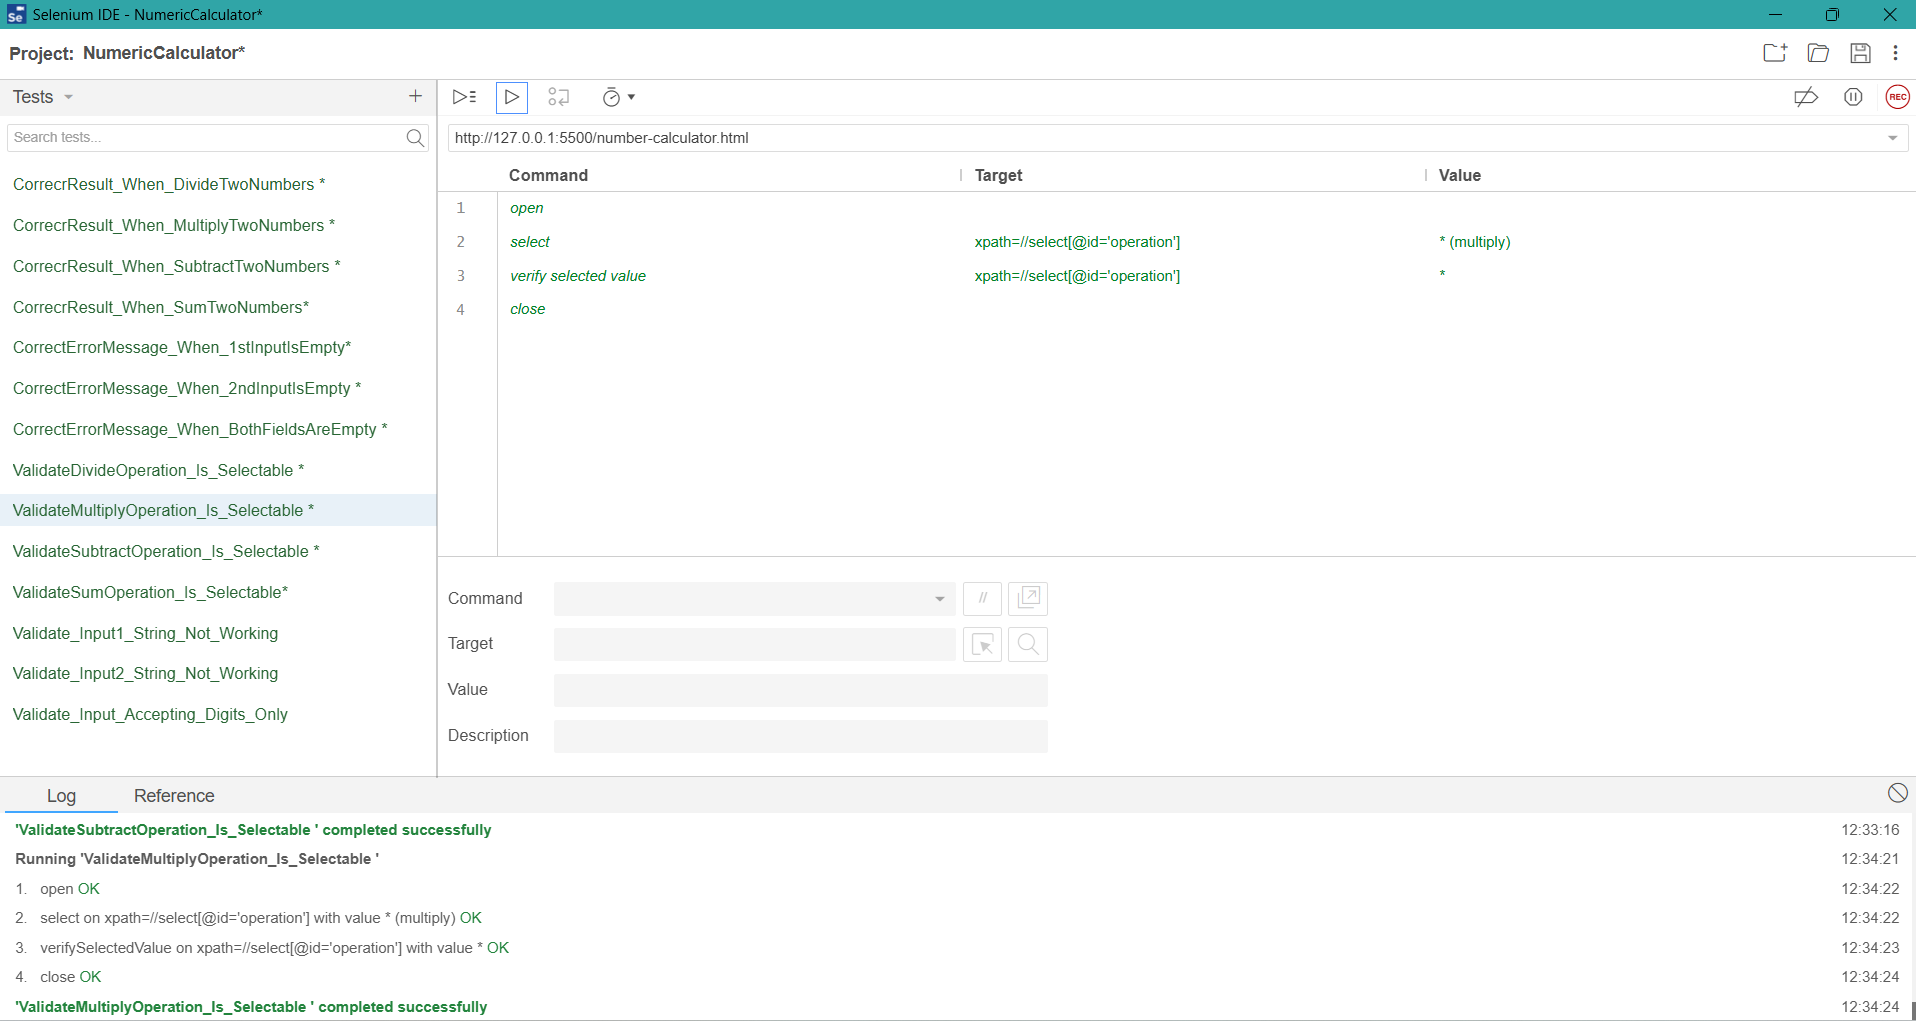 Selenium IDE - NumericCalculator*
Project: NumericCalculator*
Tests
Search tests...
CorrecrResult_When_DivideTwoNumbers *
CorrecrResult_When_MultiplyTwoNumbers *
CorrecrResult_When_SubtractTwoNumbers *
CorrecrResult_When_SumTwoNumbers*
CorrectErrorMessage_When_1stInputIsEmpty*
CorrectErrorMessage_When_2ndInputIsEmpty *
CorrectErrorMessage_When_BothFieldsAreEmpty *
ValidateDivideOperation_Is_Selectable *
ValidateMultiplyOperation_Is_Selectable *
ValidateSubtractOperation_Is_Selectable *
ValidateSumOperation_Is_Selectable*
Validate_Input1_String_Not_Working
Validate_Input2_String_Not_Working
Validate_Input_Accepting_Digits_Only
REC
http://127.0.0.1:5500/number-calculator.html
Command Target Value
1 open
2 select xpath=//select[@id='operation'] * (multiply)
3 verify selected value xpath=//select[@id='operation'] *
4 close
Command //
Target
Value
Description
Log Reference
'ValidateSubtractOperation_Is_Selectable ' completed successfully 12:33:16
Running 'ValidateMultiplyOperation_Is_Selectable ' 12:34:21
1. open OK 12:34:22
2. select on xpath=//select[@id='operation'] with value * (multiply) OK 12:34:22
3. verifySelectedValue on xpath=//select[@id='operation'] with value * OK 12:34:23
4. close OK 12:34:24
'ValidateMultiplyOperation_Is_Selectable ' completed successfully 12:34:24